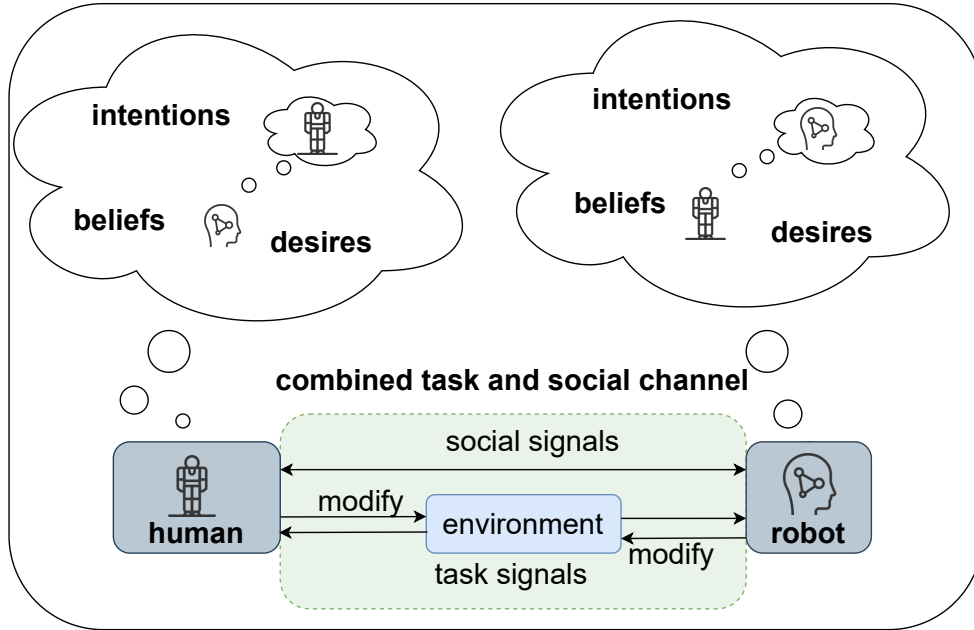 intentions
beliefs
desires
intentions
beliefs
desires
combined task and social channel
social signals
modify
human
environment
robot
modify
task signals